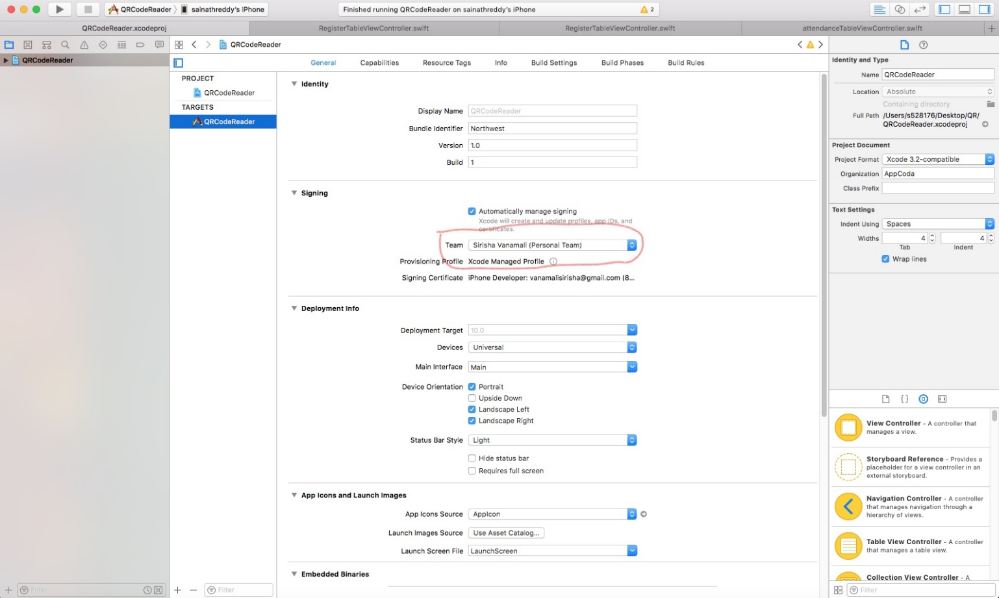 QRCodeReader
sainathreddy's iPhone
Finished running QRCodeReader on sainathreddy's iPhone
2
QRCodeReader.xcodeproj
RegisterTableViewController.swift
RegisterTableViewController.swift
attendanceTableViewController.swift
QRCodeReader
QRCodeReader
General
Capabilities
Resource Tags
Info
Build Settings
Build Phases
Build Rules
PROJECT
QRCodeReader
TARGETS
QRCodeReader
Identity
Display Name QRCodeReader
Bundle Identifier Northwest
Version 1.0
Build 1
Signing
Automatically manage signing
Xcode will create and update profiles, app IDs, and
certificates.
Team Sirisha Vanamali (Personal Team)
Provisioning Profile Xcode Managed Profile
Signing Certificate iPhone Developer: vanamalisirisha@gmail.com (8...
Deployment Info
Deployment Target 10.0
Devices Universal
Main Interface Main
Device Orientation Portrait
Upside Down
Landscape Left
Landscape Right
Status Bar Style Light
Hide status bar
Requires full screen
App Icons and Launch Images
App Icons Source AppIcon
Launch Images Source Use Asset Catalog...
Launch Screen File LaunchScreen
Embedded Binaries
Filter
Filter
Identity and Type
Name QRCodeReader
Location Absolute
Containing directory
Full Path /Users/s528176/Desktop/QR/
QRCodeReader.xcodeproj
Project Document
Project Format Xcode 3.2-compatible
Organization AppCoda
Class Prefix
Text Settings
Indent Using Spaces
Widths 4 4
Tab Indent
Wrap lines
View Controller - A controller that
manages a view.
Storyboard Reference - Provides a
placeholder for a view controller in an
external storyboard.
Navigation Controller - A controller
that manages navigation through a
hierarchy of views.
Table View Controller - A controller
that manages a table view.
Collection View Controller - A
Filter